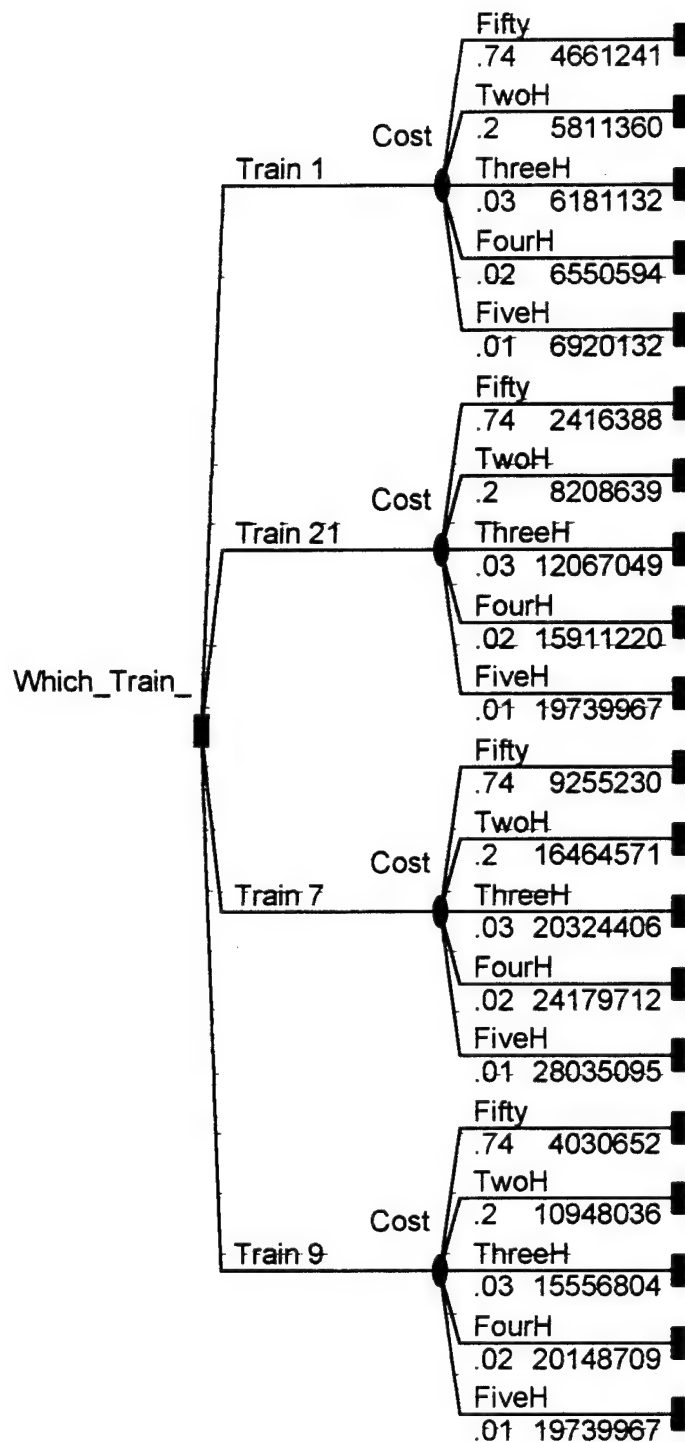 Fifty
.74 4661241
TwoH
Cost
.2 5811360
Train 1
ThreeH
.03 6181132
FourH
.02 6550594
FiveH
.01 6920132
Fifty
.74 2416388
TwoH
Cost
.2 8208639
Train 21
ThreeH
.03 12067049
FourH
.02 15911220
FiveH
.01 19739967
Which_Train_
Fifty
.74 9255230
TwoH
Cost
.2 16464571
Train 7
ThreeH
.03 20324406
FourH
.02 24179712
FiveH
.01 28035095
Fifty
.74 4030652
TwoH
Cost
.2 10948036
Train 9
ThreeH
.03 15556804
FourH
.02 20148709
FiveH
.01 19739967